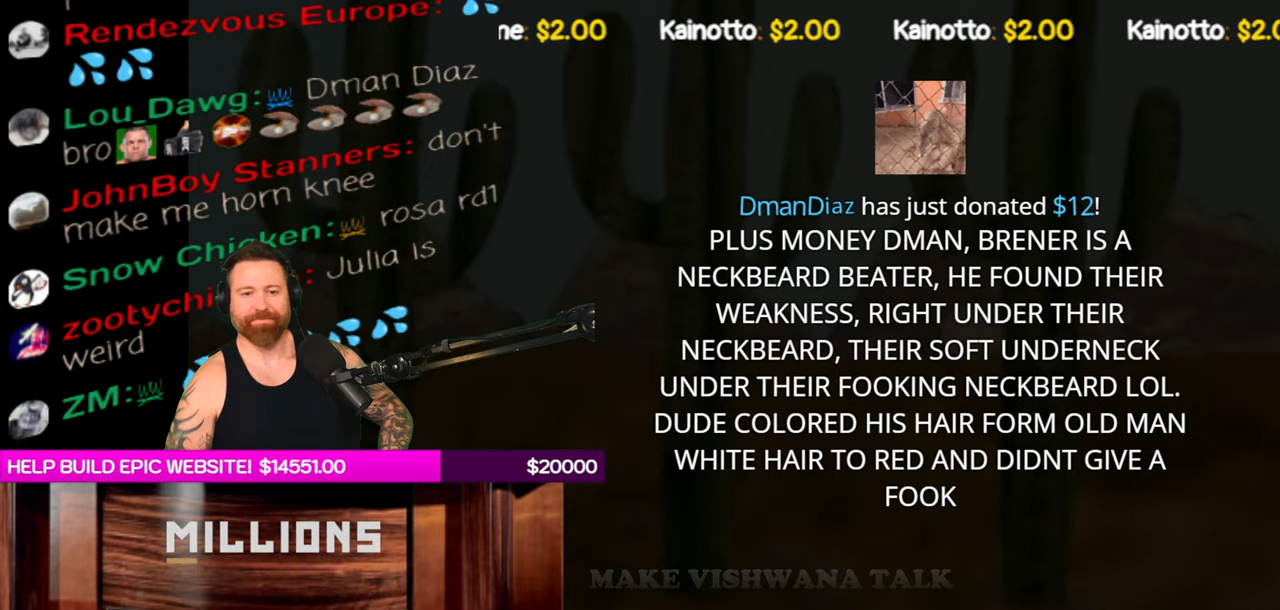 Rendezvous Europe:
Lou_Dawg: Dman Diaz
bro
JohnBoy Stanners: don't
make me horn knee
Snow Chicken: rosa rd1
zootychi : Julia is
weird
ZM:
HELP BUILD EPIC WEBSITE! $14551.00 $20000
MILLIONS
ne: $2.00 Kainotto: $2.00 Kainotto: $2.00 Kainotto: $2.0
DmanDiaz has just donated $12!
PLUS MONEY DMAN, BRENER IS A
NECKBEARD BEATER, HE FOUND THEIR
WEAKNESS, RIGHT UNDER THEIR
NECKBEARD, THEIR SOFT UNDERNECK
UNDER THEIR FOOKING NECKBEARD LOL.
DUDE COLORED HIS HAIR FORM OLD MAN
WHITE HAIR TO RED AND DIDNT GIVE A
FOOK
MAKE VISHWANA TALK